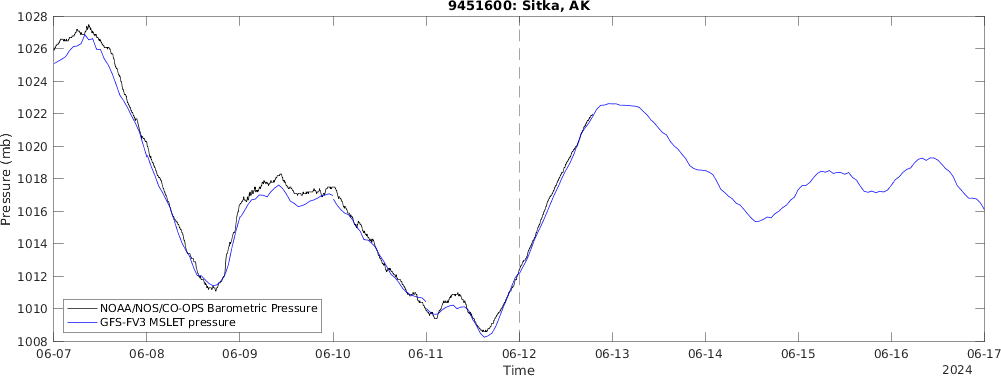 9451600: Sitka, AK
1028
1026
1024
1022
1020
1018
1016
1014
1012
1010
1008
Pressure (mb)
NOAA/NOS/CO-OPS Barometric Pressure
GFS-FV3 MSLET pressure
06-07 06-08 06-09 06-10 06-11 06-12 06-13 06-14 06-15 06-16 06-17
Time
2024